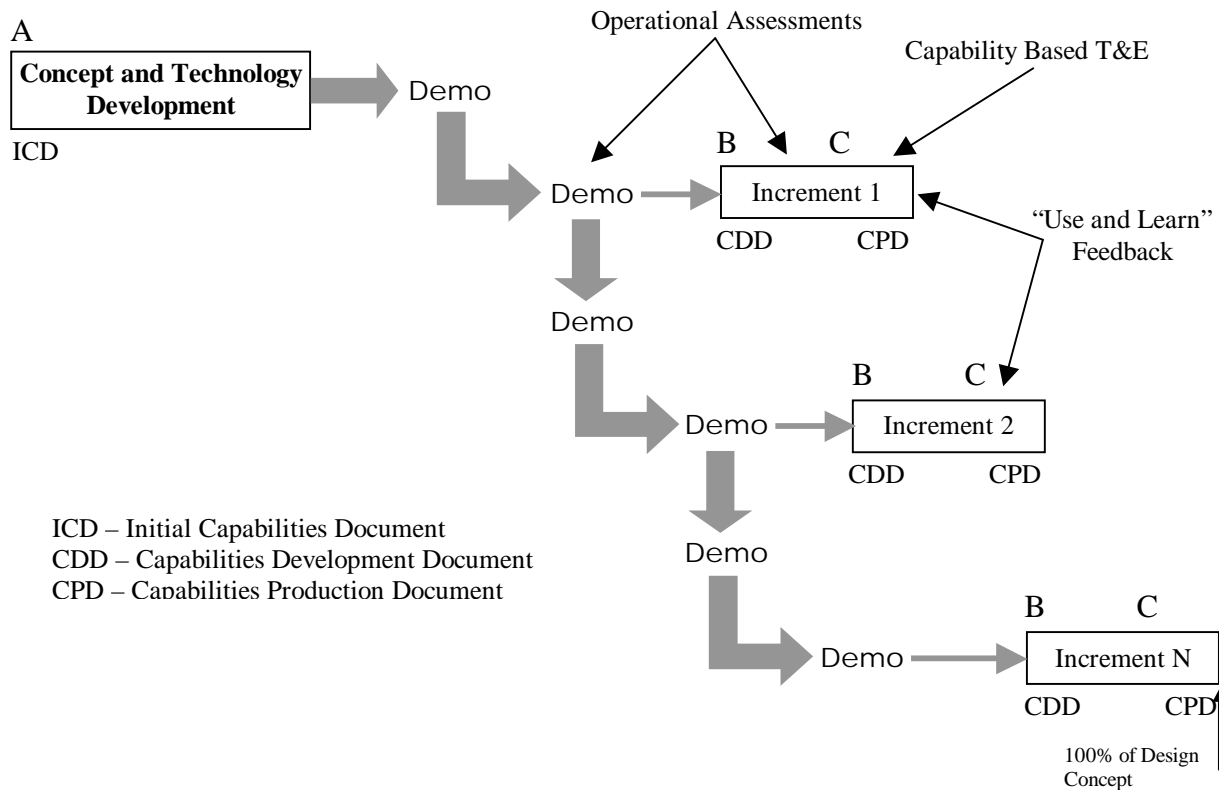 A
Operational Assessments
Capability Based T&E
Concept and Technology
Development
Demo
ICD
B C
Demo
Increment 1
CDD CPD
“Use and Learn”
Feedback
Demo
B C
Demo
Increment 2
CDD CPD
ICD – Initial Capabilities Document
CDD – Capabilities Development Document
CPD – Capabilities Production Document
Demo
B C
Demo
Increment N
CDD CPD
100% of Design
Concept